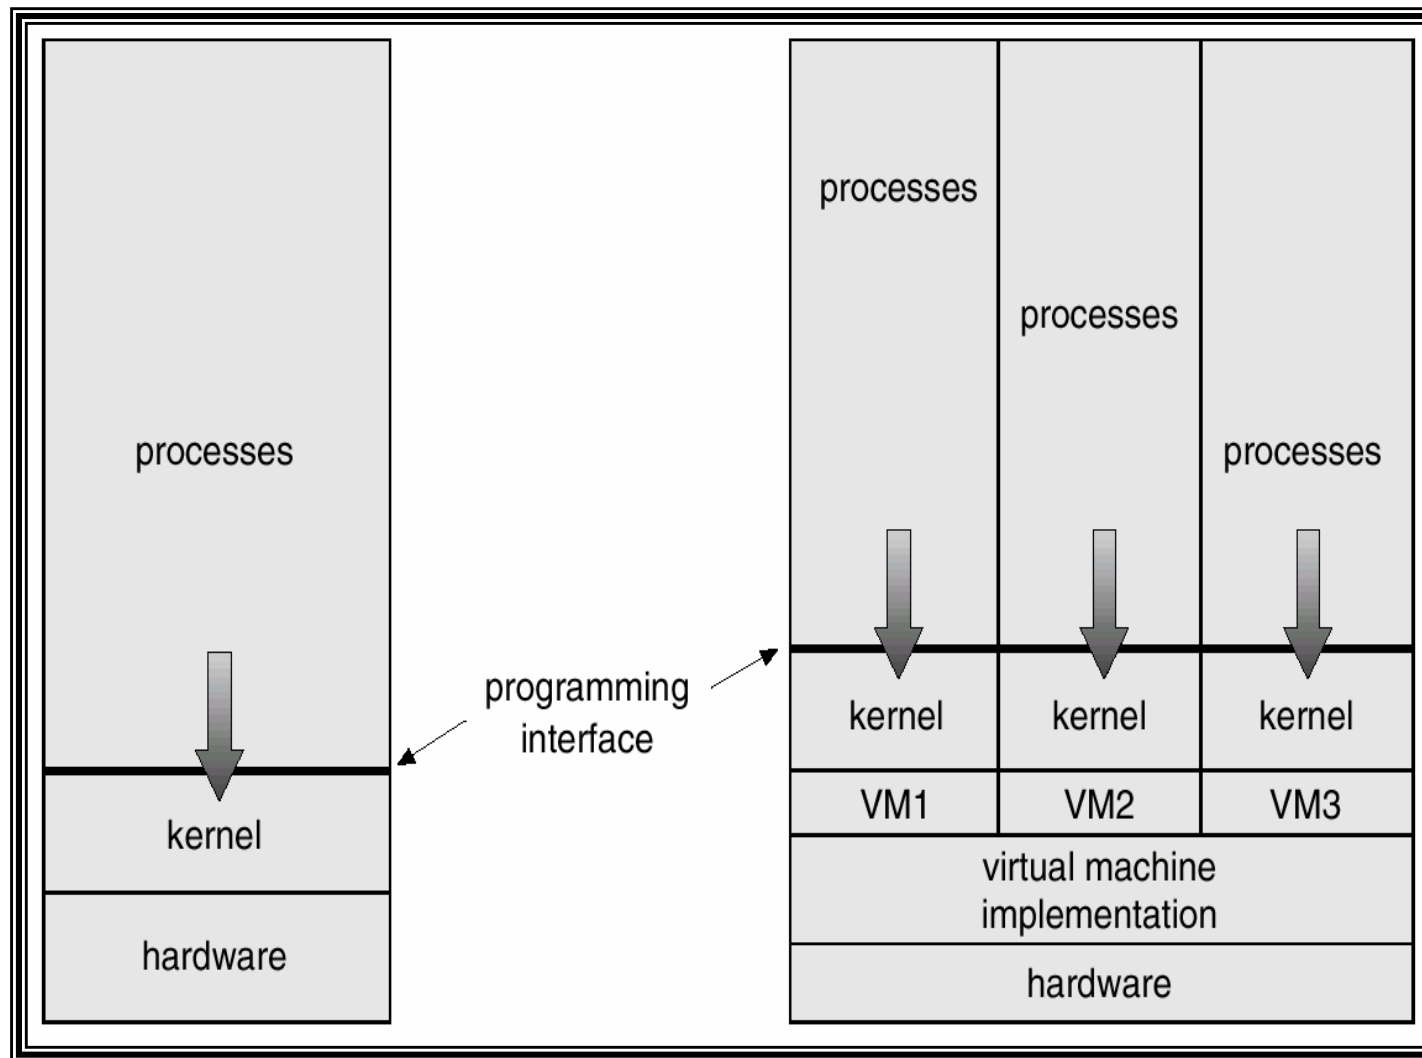 processes
kernel
hardware
programming
interface
processes
processes
processes
kernel
kernel
kernel
VM1
VM2
VM3
virtual machine
implementation
hardware